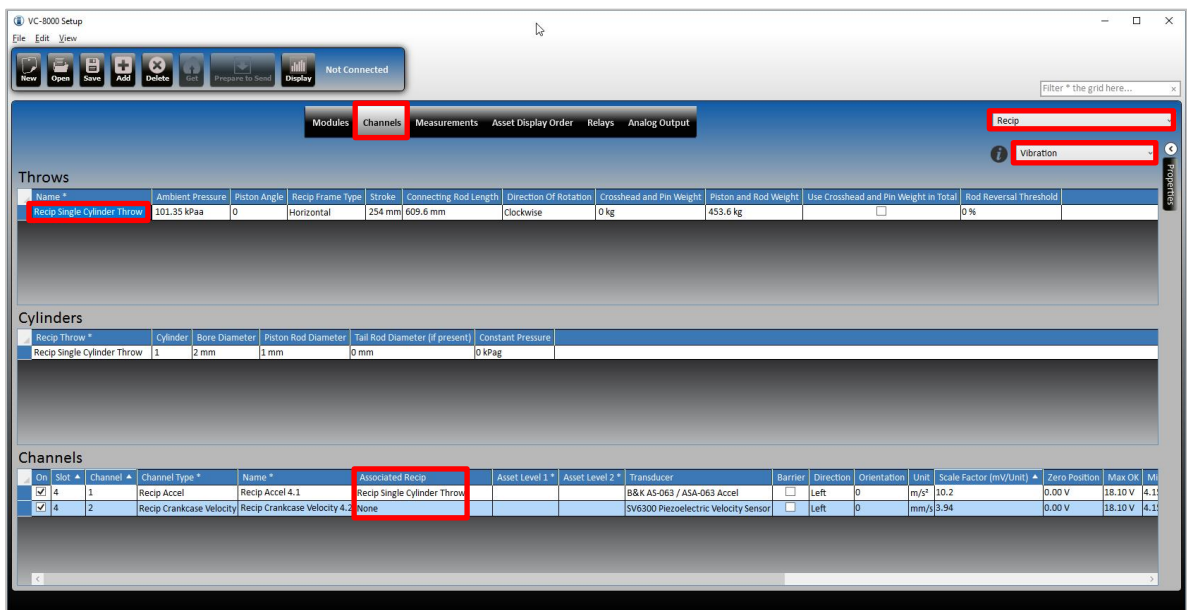 VC-8000 Setup
File Edit View
New Open Save Add Delete Get Prepare to Send Display Not Connected
Filter * the grid here...
Modules Channels Measurements Asset Display Order Relays Analog Output
Recip
Vibration
Properties
Throws
Name * Ambient Pressure Piston Angle Recip Frame Type Stroke Connecting Rod Length Direction Of Rotation Crosshead and Pin Weight Piston and Rod Weight Use Crosshead and Pin Weight in Total Rod Reversal Threshold
Recip Single Cylinder Throw 101.35 kPaa 0 Horizontal 254 mm 609.6 mm Clockwise 0 kg 453.6 kg 0 %
Cylinders
Recip Throw * Cylinder Bore Diameter Piston Rod Diameter Tail Rod Diameter (if present) Constant Pressure
Recip Single Cylinder Throw 1 2 mm 1 mm 0 mm 0 kPag
Channels
On Slot Channel Channel Type * Name * Associated Recip Asset Level 1 * Asset Level 2 * Transducer Barrier Direction Orientation Unit Scale Factor (mV/Unit) Zero Position Max OK Mi
4 1 Recip Accel Recip Accel 4.1 Recip Single Cylinder Throw B&K AS-063 / ASA-063 Accel Left 0 m/s² 10.2 0.00 V 18.10 V 4.1
4 2 Recip Crankcase Velocity Recip Crankcase Velocity 4.2 None SV6300 Piezoelectric Velocity Sensor Left 0 mm/s 3.94 0.00 V 18.10 V 4.1